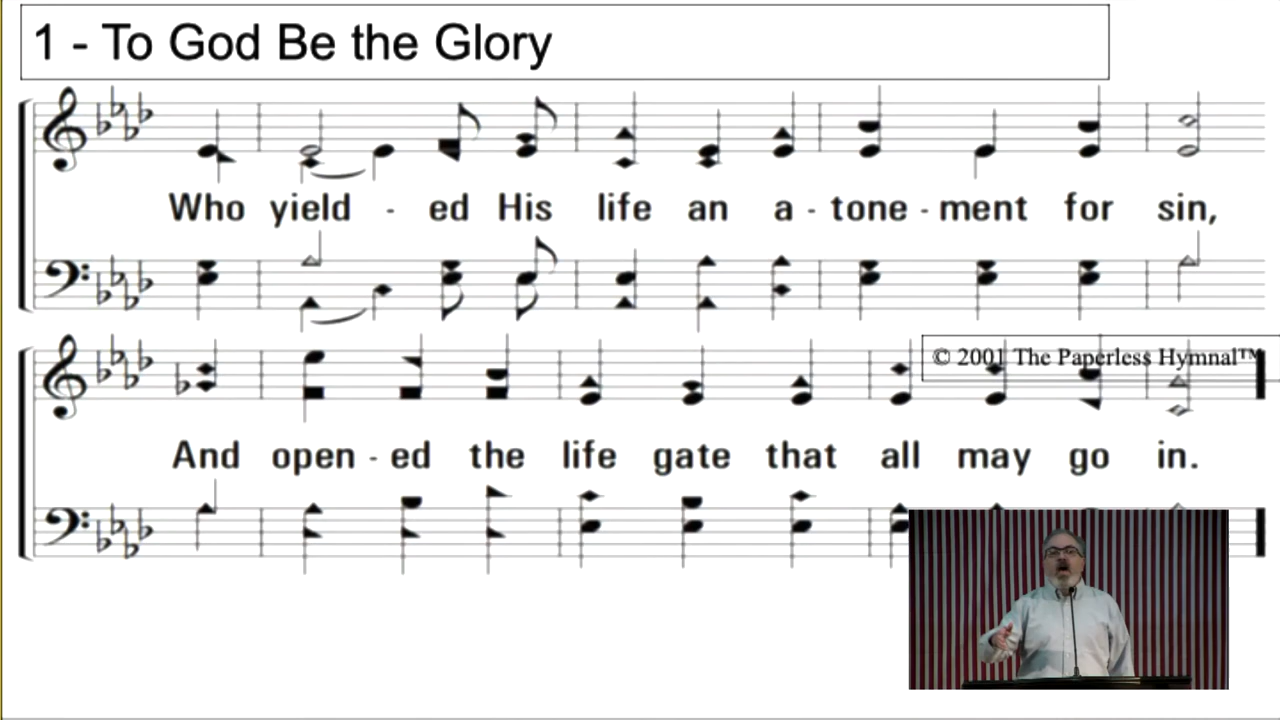 1 - To God Be the Glory
Who yield - ed His life an a - tone - ment for sin,
© 2001 The Paperless Hymnal™
And open - ed the life gate that all may go in.